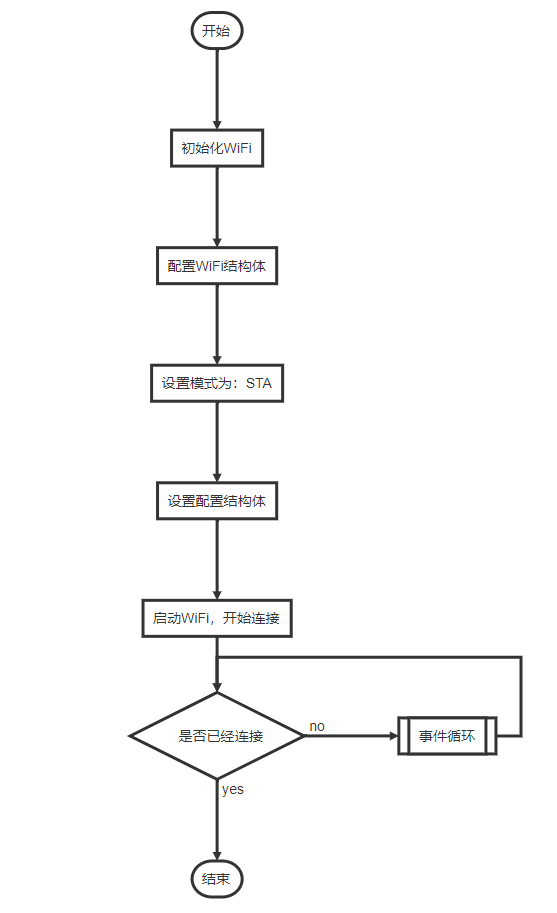 开始
初始化WiFi
配置WiFi结构体
设置模式为：STA
设置配置结构体
启动WiFi，开始连接
是否已经连接
no
事件循环
yes
结束